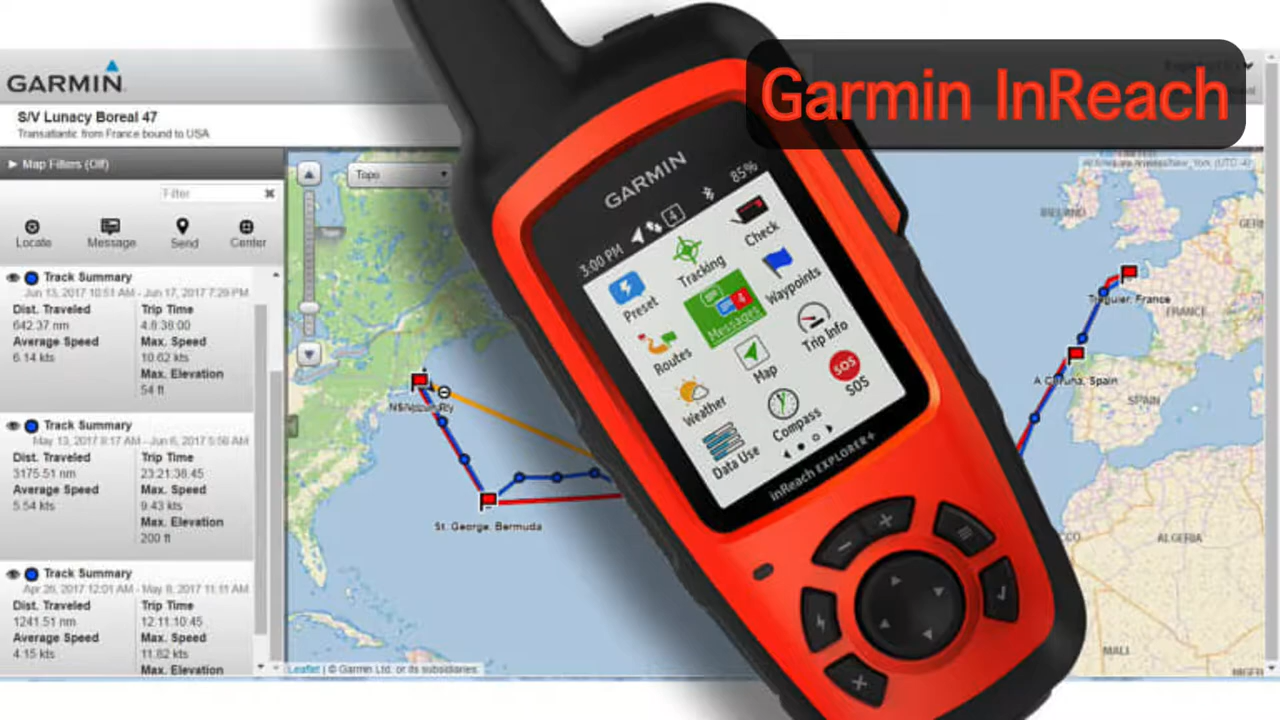 Garmin InReach
GARMIN
S/V Lunacy Boreal 47
Transatlantic from France bound to USA
Map Filters (Off)
Filter
Locate
Message
Send
Center
Track Summary
Jun 13, 2017 10:51 AM - Jun 17, 2017 7:29 PM
Dist. Traveled
Trip Time
642.37 nm
4:8:38:00
Average Speed
Max. Speed
6.14 kts
10.62 kts
Max. Elevation
54 ft
Track Summary
May 13, 2017 8:17 AM - Jun 6, 2017 5:56 AM
Dist. Traveled
Trip Time
3175.51 nm
23:21:38:45
Average Speed
Max. Speed
5.54 kts
9.43 kts
Max. Elevation
200 ft
Track Summary
Apr 26, 2017 12:01 AM - May 8, 2017 11:11 AM
Dist. Traveled
Trip Time
1241.51 nm
12:11:10:45
Average Speed
Max. Speed
4.15 kts
11.82 kts
Max. Elevation
Topo
St. George, Bermuda
Leaflet | © Garmin Ltd. or its subsidiaries
GARMIN
3:00 PM
4
85%
Preset
Tracking
Check
Routes
4
Messages
Waypoints
Weather
Map
Trip Info
Data Use
Compass
SOS
SOS
inReach EXPLORER+
IRELAND
Treguier, France
FRANCE
A Coruna, Spain
SPAIN
ALGERIA
MALI